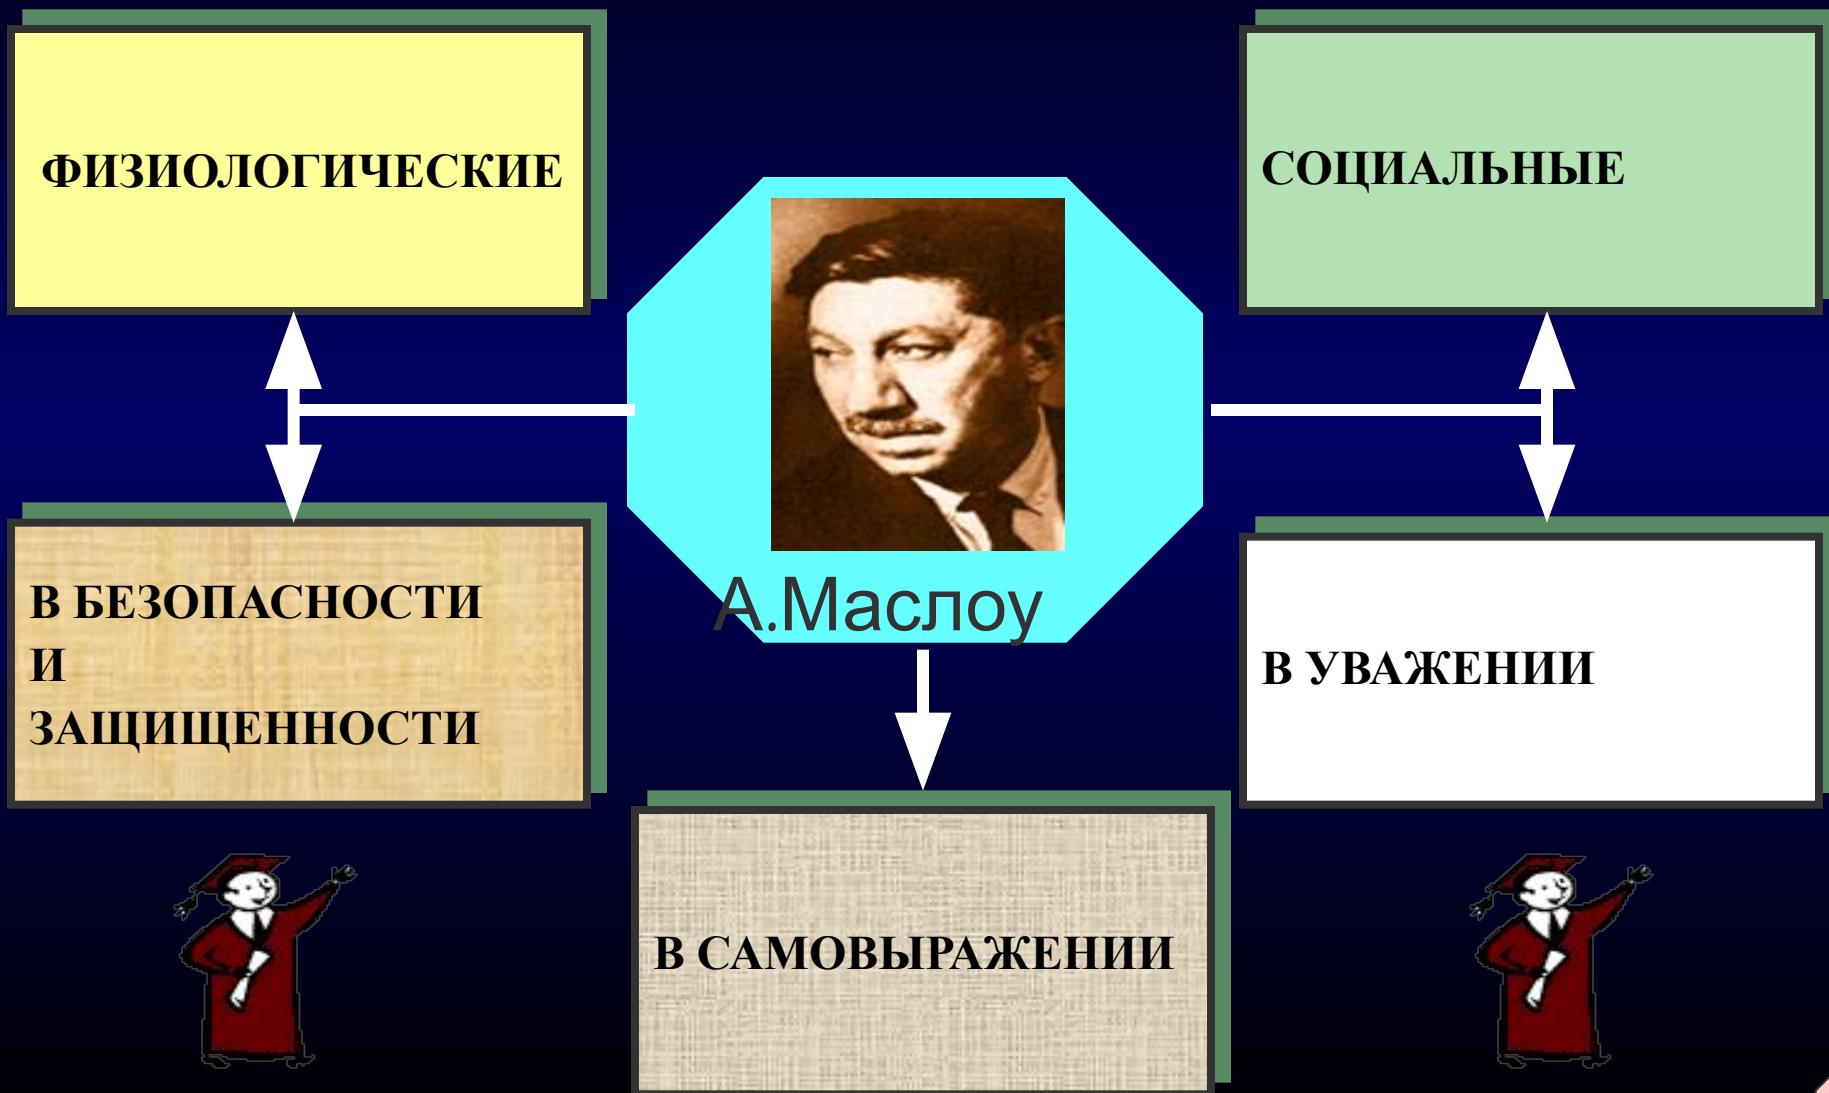 ФИЗИОЛОГИЧЕСКИЕ
СОЦИАЛЬНЫЕ
А.Маслоу
В БЕЗОПАСНОСТИ
И
ЗАЩИЩЕННОСТИ
В УВАЖЕНИИ
В САМОВЫРАЖЕНИИ